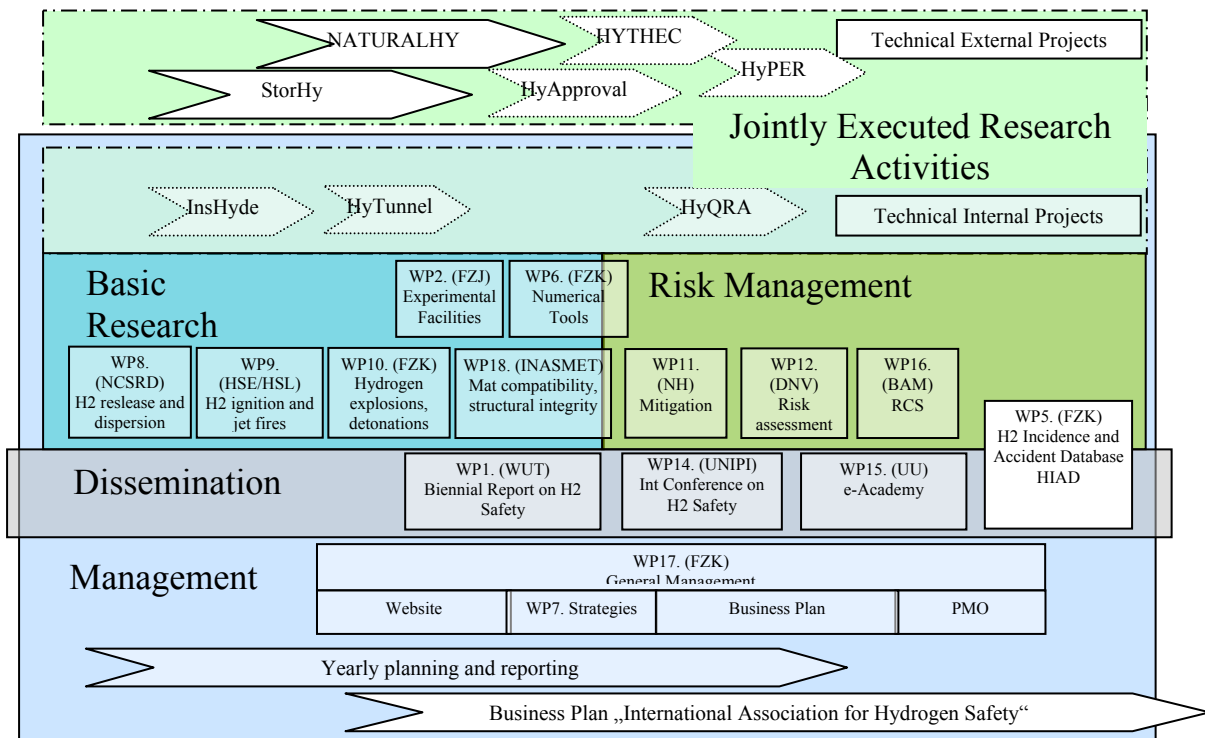 NATURALHY
HYTHEC
Technical External Projects
HyPER
StorHy
HyApproval
Jointly Executed Research
Activities
InsHyde
HyTunnel
HyQRA
Technical Internal Projects
Basic
Research
WP2. (FZJ)
Experimental
Facilities
WP6. (FZK)
Numerical
Tools
Risk Management
WP8.
(NCSRD)
H2 reslease and
dispersion
WP9.
(HSE/HSL)
H2 ignition and
jet fires
WP10. (FZK)
Hydrogen
explosions,
detonations
WP18. (INASMET)
Mat compatibility,
structural integrity
WP11.
(NH)
Mitigation
WP12.
(DNV)
Risk
assessment
WP16.
(BAM)
RCS
WP5. (FZK)
H2 Incidence and
Accident Database
HIAD
Dissemination
WP1. (WUT)
Biennial Report on H2
Safety
WP14. (UNIPI)
Int Conference on
H2 Safety
WP15. (UU)
e-Academy
Management
WP17. (FZK)
General Management
Website
WP7. Strategies
Business Plan
PMO
Yearly planning and reporting
Business Plan „International Association for Hydrogen Safety“